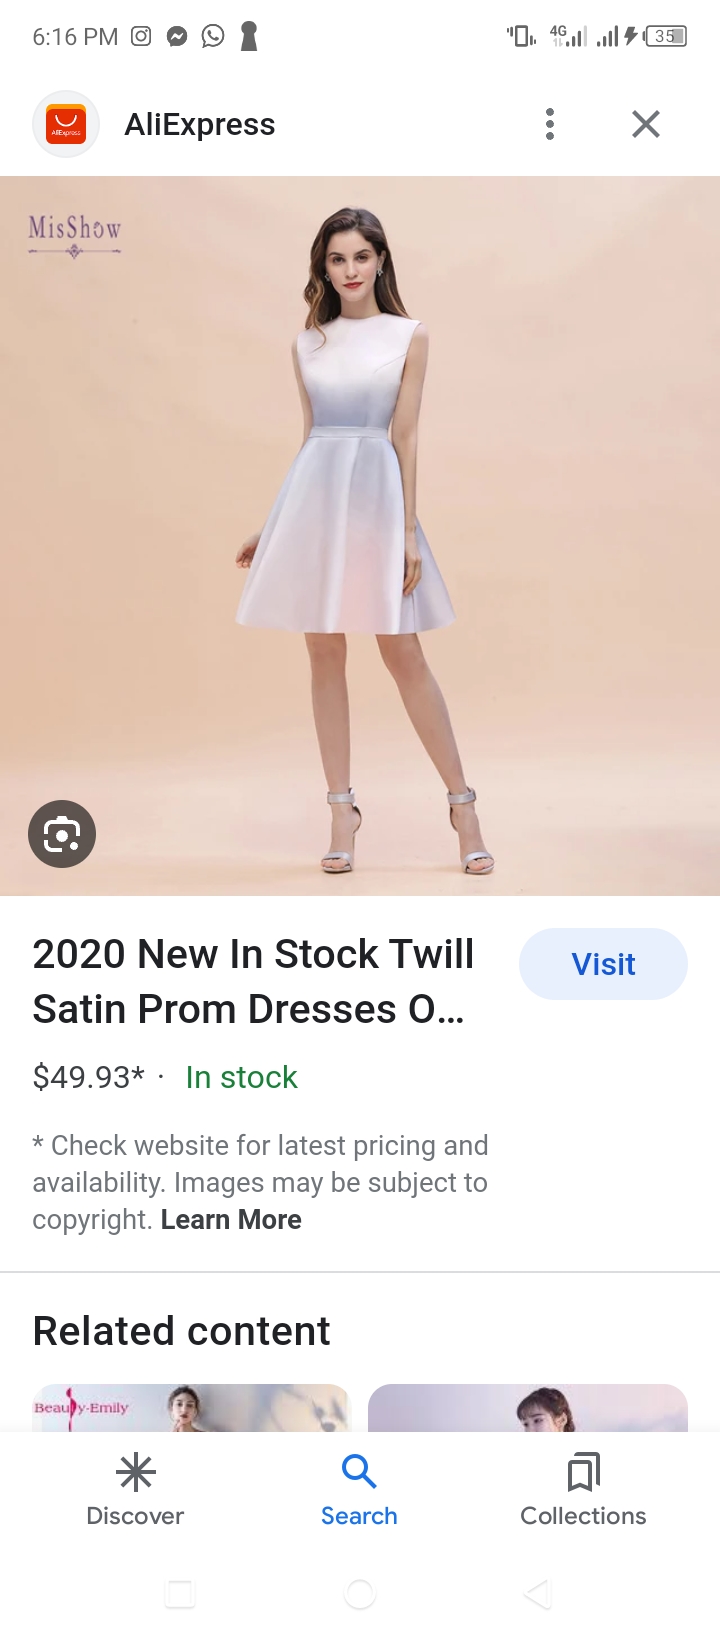 6:16 PM
4G
35
AliExpress
AliExpress
MisShow
2020 New In Stock Twill
Satin Prom Dresses O...
Visit
$49.93* · In stock
* Check website for latest pricing and
availability. Images may be subject to
copyright. Learn More
Related content
Beauty-Emily
Discover
Search
Collections